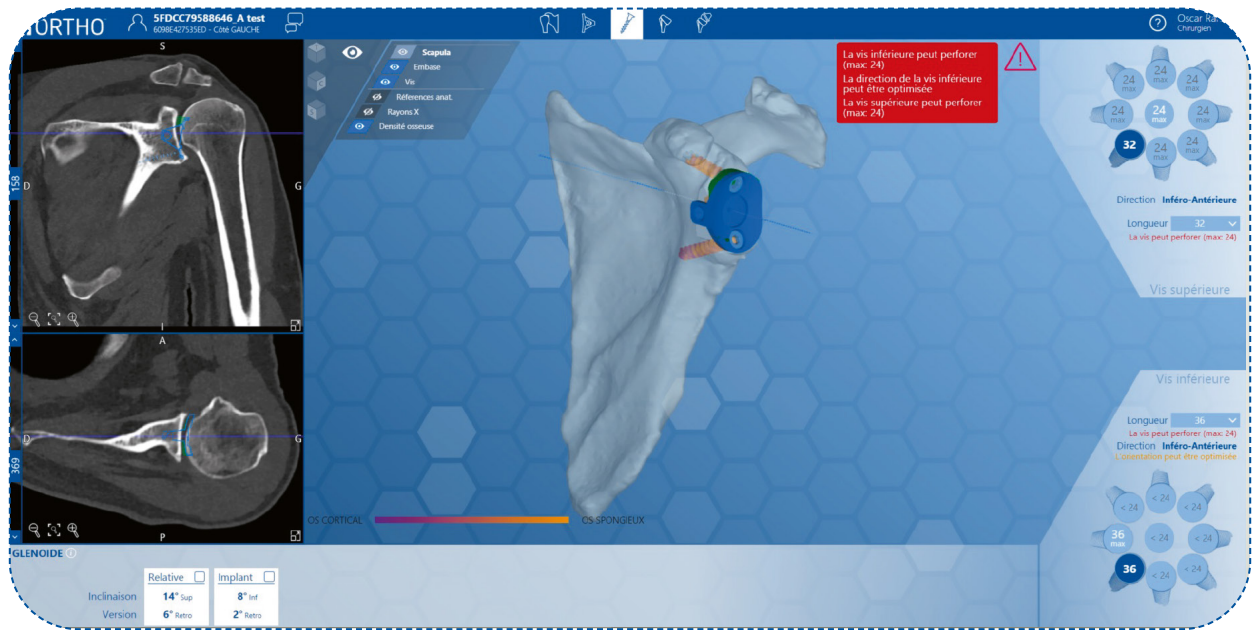 ORTHO
5FDCC79588646_A test
6098E427535ED - Côté GAUCHE
?
Oscar
Chirurgien
S
D
G
I
158
A
D
G
P
369
Scapula
Embase
Vis
Réferences anat.
Rayons X
Densité osseuse
La vis inférieure peut perforer
(max: 24)
La direction de la vis inférieure
peut être optimisée
La vis supérieure peut perforer
(max: 24)
24
max
24
max
24
max
24
max
24
max
24
max
32
24
max
24
max
Direction Inféro-Antérieure
Longueur 32
La vis peut perforer (max: 24)
Vis supérieure
Vis inférieure
Longueur 36
La vis peut perforer (max: 24)
Direction Inféro-Antérieure
L'orientation peut être optimisée
< 24
< 24
< 24
36
max
< 24
< 24
36
< 24
< 24
OS CORTICAL
OS SPONGIEUX
GLENOIDE
Relative Implant
Inclinaison 14° Sup 8° Inf
Version 6° Retro 2° Retro